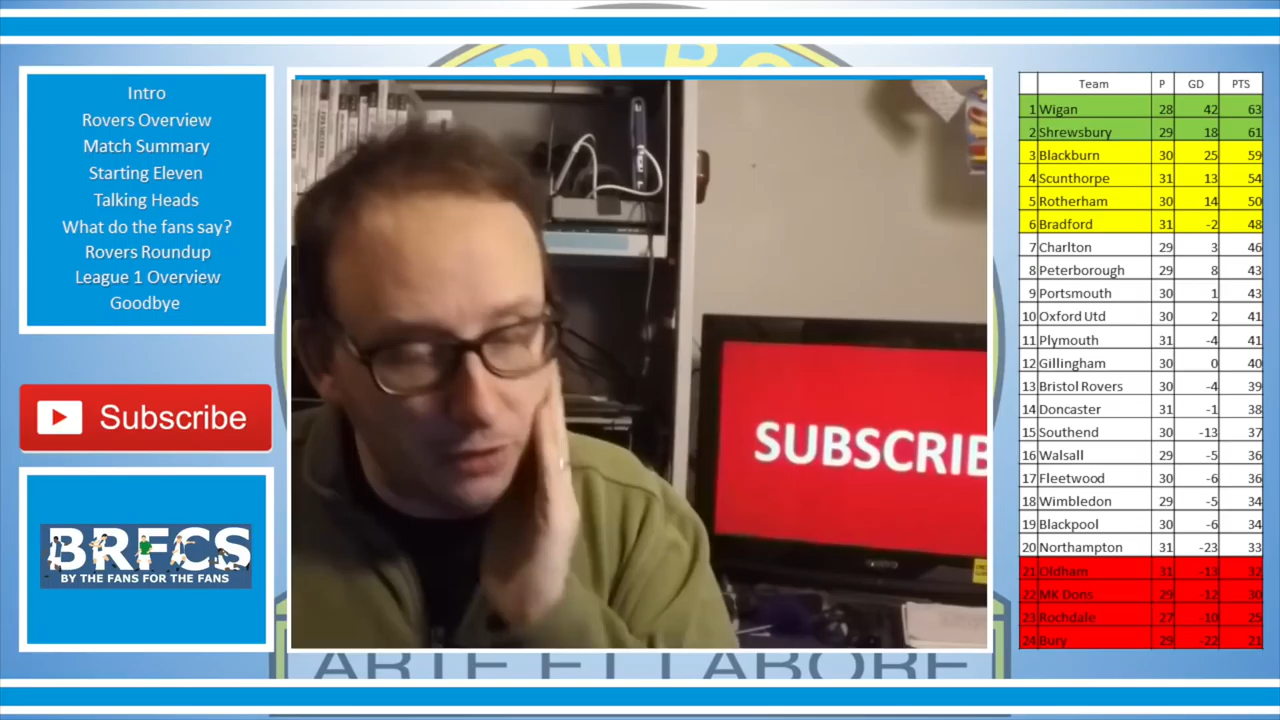 RN RO
Intro
Rovers Overview
Match Summary
Starting Eleven
Talking Heads
What do the fans say?
Rovers Roundup
League 1 Overview
Goodbye
Subscribe
BRFCS
BY THE FANS FOR THE FANS
SUBSCRIB
ARTE ET LABORE
Team P GD PTS
1 Wigan 28 42 63
2 Shrewsbury 29 18 61
3 Blackburn 30 25 59
4 Scunthorpe 31 13 54
5 Rotherham 30 14 50
6 Bradford 31 -2 48
7 Charlton 29 3 46
8 Peterborough 29 8 43
9 Portsmouth 30 1 43
10 Oxford Utd 30 2 41
11 Plymouth 31 -4 41
12 Gillingham 30 0 40
13 Bristol Rovers 30 -4 39
14 Doncaster 31 -1 38
15 Southend 30 -13 37
16 Walsall 29 -5 36
17 Fleetwood 30 -6 36
18 Wimbledon 29 -5 34
19 Blackpool 30 -6 34
20 Northampton 31 -23 33
21 Oldham 31 -13 32
22 MK Dons 29 -12 30
23 Rochdale 27 -10 25
24 Bury 29 -22 21